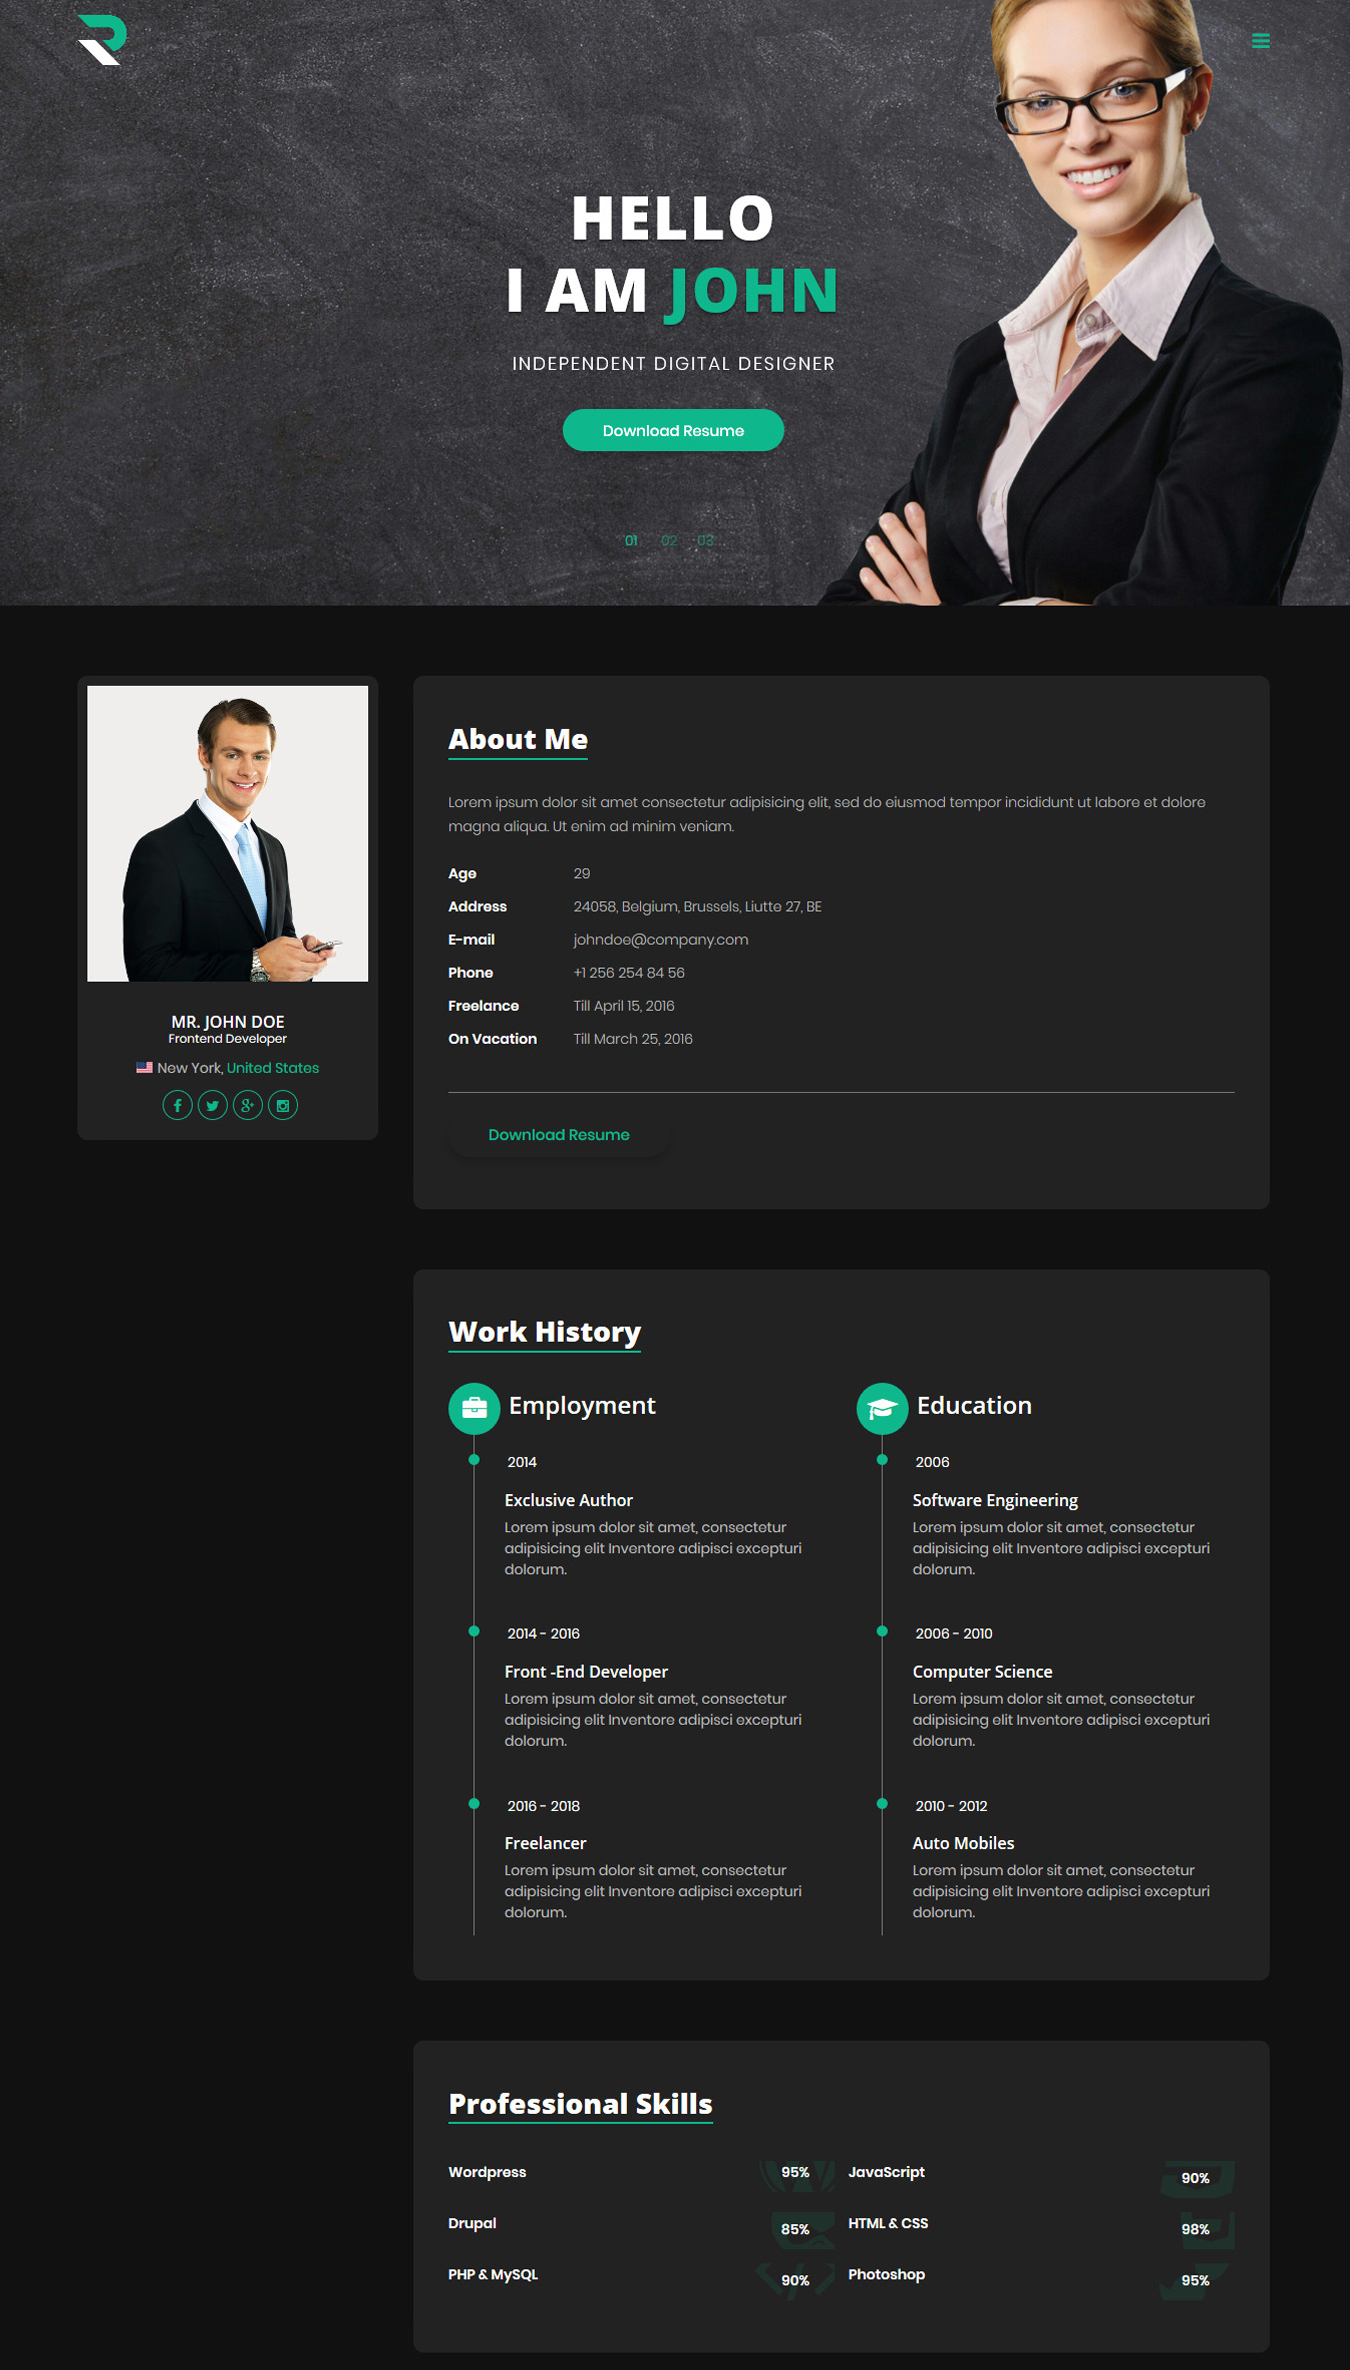 HELLO
I AM JOHN
INDEPENDENT DIGITAL DESIGNER
Download Resume
01 02 03
MR. JOHN DOE
Frontend Developer
New York, United States
About Me
Lorem ipsum dolor sit amet consectetur adipisicing elit, sed do eiusmod tempor incididunt ut labore et dolore
magna aliqua. Ut enim ad minim veniam.
Age 29
Address 24058, Belgium, Brussels, Liutte 27, BE
E-mail johndoe@company.com
Phone +1 256 254 84 56
Freelance Till April 15, 2016
On Vacation Till March 25, 2016
Download Resume
Work History
Employment
2014
Exclusive Author
Lorem ipsum dolor sit amet, consectetur
adipisicing elit Inventore adipisci excepturi
dolorum.
2014 - 2016
Front -End Developer
Lorem ipsum dolor sit amet, consectetur
adipisicing elit Inventore adipisci excepturi
dolorum.
2016 - 2018
Freelancer
Lorem ipsum dolor sit amet, consectetur
adipisicing elit Inventore adipisci excepturi
dolorum.
Education
2006
Software Engineering
Lorem ipsum dolor sit amet, consectetur
adipisicing elit Inventore adipisci excepturi
dolorum.
2006 - 2010
Computer Science
Lorem ipsum dolor sit amet, consectetur
adipisicing elit Inventore adipisci excepturi
dolorum.
2010 - 2012
Auto Mobiles
Lorem ipsum dolor sit amet, consectetur
adipisicing elit Inventore adipisci excepturi
dolorum.
Professional Skills
Wordpress 95% JavaScript 90%
Drupal 85% HTML & CSS 98%
PHP & MySQL 90% Photoshop 95%